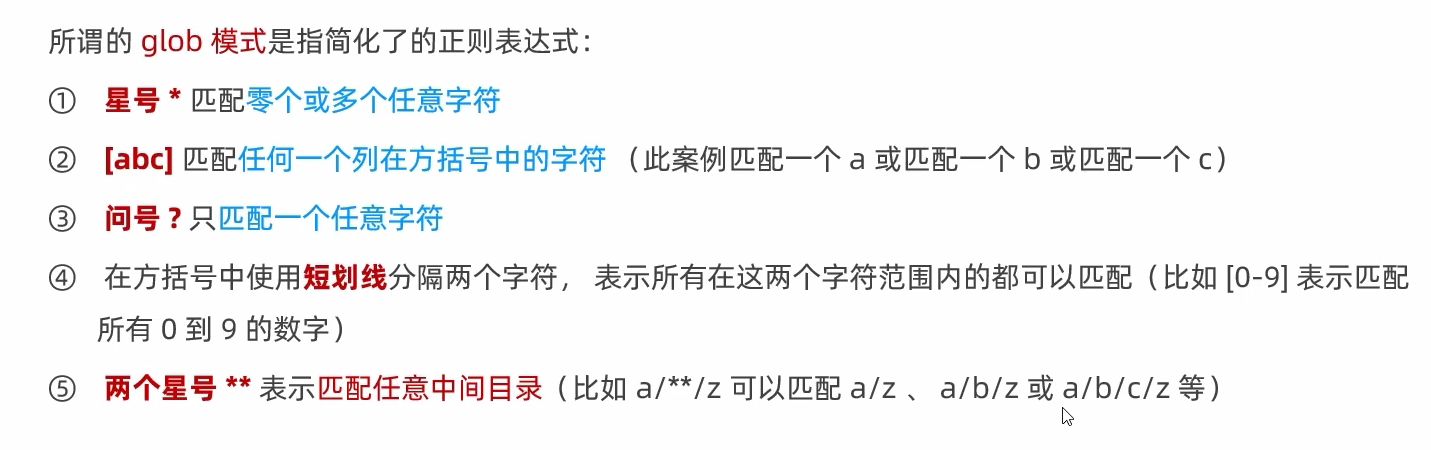 所谓的 glob 模式是指简化了的正则表达式：
① 星号 * 匹配零个或多个任意字符
② [abc] 匹配任何一个列在方括号中的字符 （此案例匹配一个 a 或匹配一个 b 或匹配一个 c）
③ 问号 ? 只匹配一个任意字符
④ 在方括号中使用短划线分隔两个字符， 表示所有在这两个字符范围内的都可以匹配（比如 [0-9] 表示匹配
所有 0 到 9 的数字）
⑤ 两个星号 ** 表示匹配任意中间目录（比如 a/**/z 可以匹配 a/z 、 a/b/z 或 a/b/c/z 等）